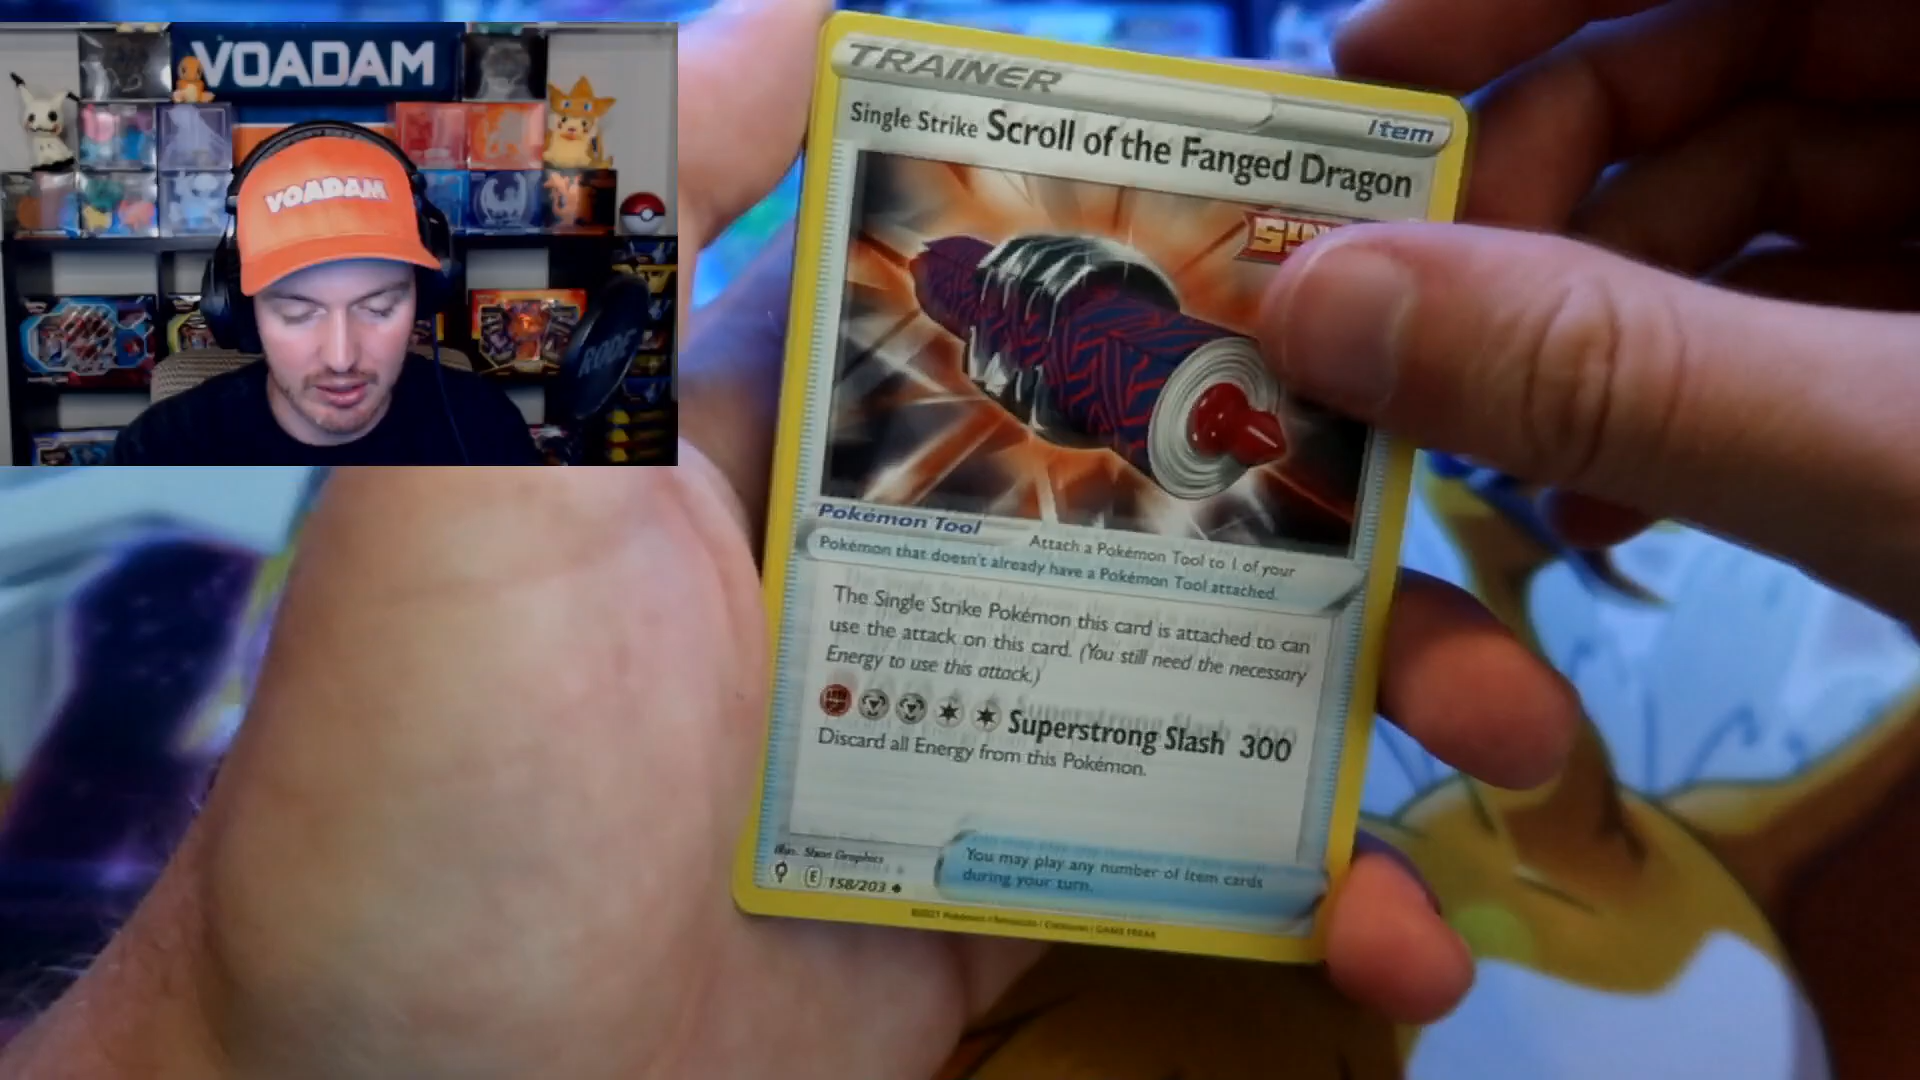 VOADAM
VOADAM
RODE
TRAINER
Item
Single Strike Scroll of the Fanged Dragon
Pokémon Tool
Attach a Pokémon Tool to 1 of your
Pokémon that doesn't already have a Pokémon Tool attached.
The Single Strike Pokémon this card is attached to can
use the attack on this card. (You still need the necessary
Energy to use this attack.)
Superstrong Slash 300
Discard all Energy from this Pokémon.
You may play any number of Item cards
during your turn.
Illus. Studio Graphics
E 158/203